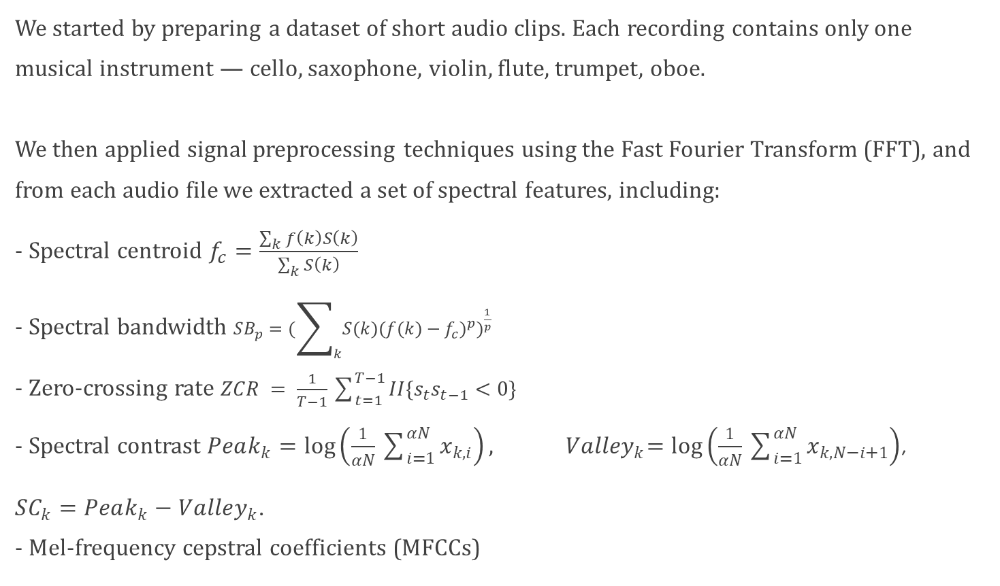 We started by preparing a dataset of short audio clips. Each recording contains only one
musical instrument — cello, saxophone, violin, flute, trumpet, oboe.
We then applied signal preprocessing techniques using the Fast Fourier Transform (FFT), and
from each audio file we extracted a set of spectral features, including:
- Spectral centroid $f_c = \frac{\sum_k f(k)S(k)}{\sum_k S(k)}$
- Spectral bandwidth $SB_p = (\sum_k S(k)(f(k) - f_c)^p)^{\frac{1}{p}}$
- Zero-crossing rate $ZCR = \frac{1}{T-1} \sum_{t=1}^{T-1} II\{s_t s_{t-1} < 0\}$
- Spectral contrast $Peak_k = \log\left(\frac{1}{\alpha N} \sum_{i=1}^{\alpha N} x_{k,i}\right),$ $Valley_k = \log\left(\frac{1}{\alpha N} \sum_{i=1}^{\alpha N} x_{k,N-i+1}\right),$
$SC_k = Peak_k - Valley_k.$
- Mel-frequency cepstral coefficients (MFCCs)